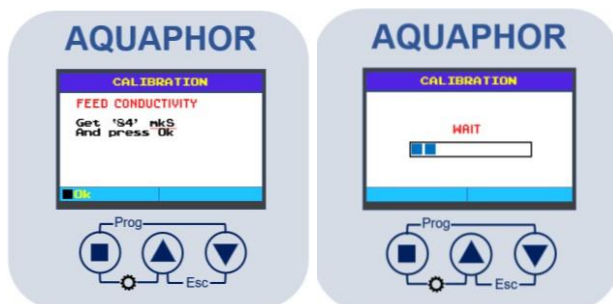 AQUAPHOR
CALIBRATION
FEED CONDUCTIVITY
Get '84' mkS
And press Ok
Ok
Prog
Esc
AQUAPHOR
CALIBRATION
WAIT
Prog
Esc